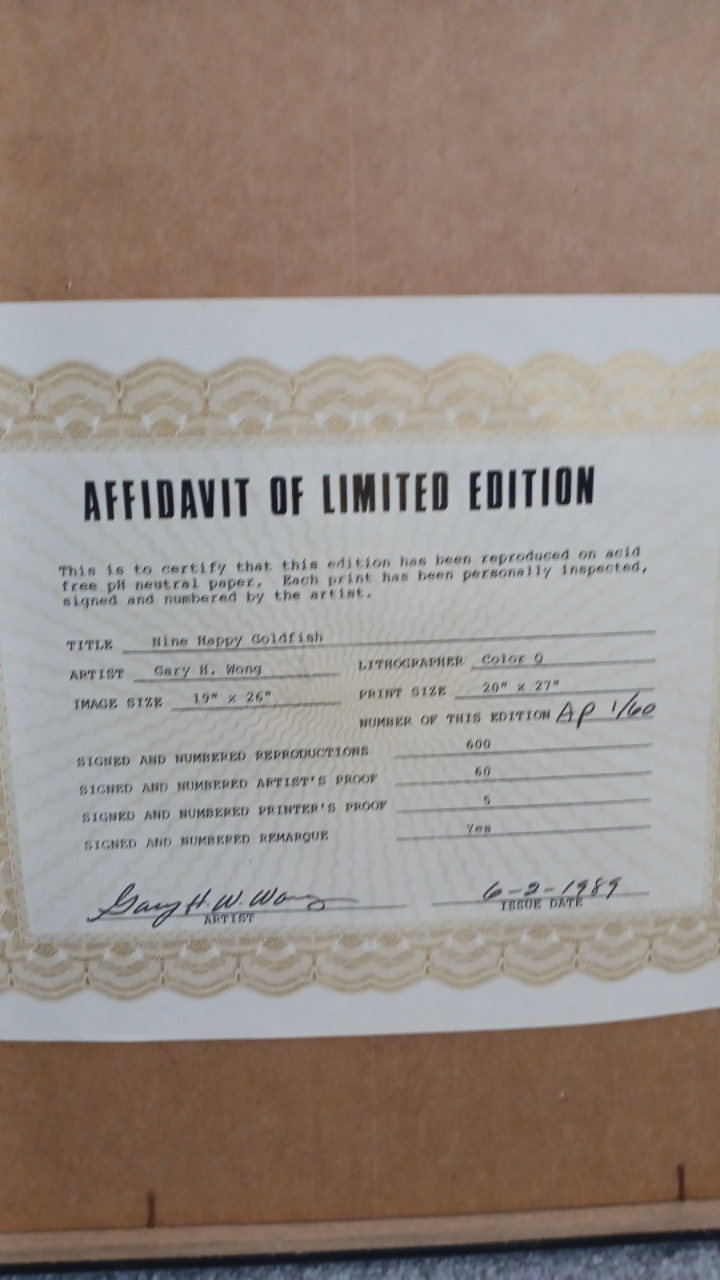 AFFIDAVIT OF LIMITED EDITION
This is to certify that this edition has been reproduced on acid
free pH neutral paper. Each print has been personally inspected,
signed and numbered by the artist.
TITLE Nine Happy Goldfish
ARTIST Gary H. Wong LITHOGRAPHER Color Q
IMAGE SIZE 19" x 26" PRINT SIZE 20" x 27"
NUMBER OF THIS EDITION AP 1/60
SIGNED AND NUMBERED REPRODUCTIONS 600
SIGNED AND NUMBERED ARTIST'S PROOF 60
SIGNED AND NUMBERED PRINTER'S PROOF 5
SIGNED AND NUMBERED REMARQUE Yes
Gary H. W. Wong 6-2-1989
ARTIST ISSUE DATE